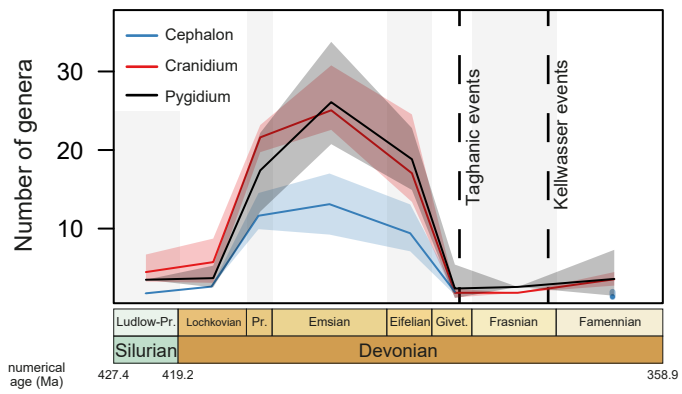 Number of genera
30
20
10
Cephalon
Cranidium
Pygidium
Taghanic events
Kellwasser events
Ludlow-Pr. Lochkovian Pr. Emsian Eifelian Givet. Frasnian Famennian
Silurian Devonian
numerical
age (Ma)
427.4 419.2 358.9